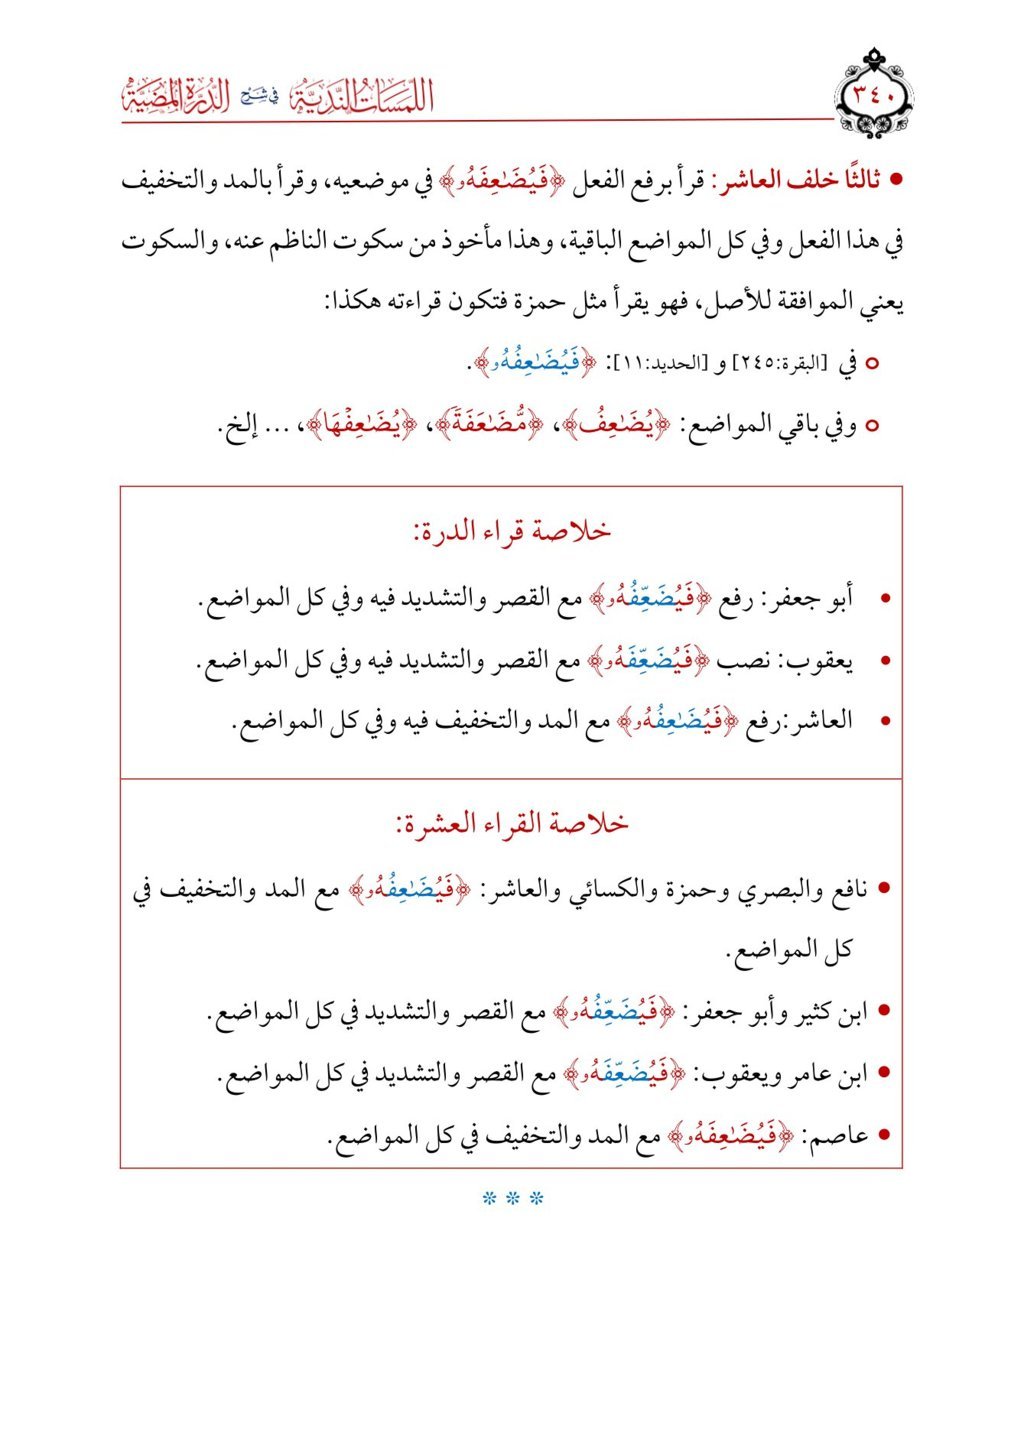 ٣٤٠
اللمسات الندية في شرح الدرة المضية
• ثالثًا خلف العاشر: قرأ برفع الفعل ﴿فَيُضَٰعِفَهُۥ﴾ في موضعيه، وقرأ بالمد والتخفيف
في هذا الفعل وفي كل المواضع الباقية، وهذا مأخوذ من سكوت الناظم عنه، والسكوت
يعني الموافقة للأصل، فهو يقرأ مثل حمزة فتكون قراءته هكذا:
o في [البقرة:٢٤٥] و [الحديد:١١]: ﴿فَيُضَٰعِفُهُۥ﴾.
o وفي باقي المواضع: ﴿يُضَٰعِفُ﴾، ﴿مُّضَٰعَفَةٗ﴾، ﴿يُضَٰعِفْهَا﴾، ... إلخ.
خلاصة قراء الدرة:
• أبو جعفر: رفع ﴿فَيُضَعِّفُهُۥ﴾ مع القصر والتشديد فيه وفي كل المواضع.
• يعقوب: نصب ﴿فَيُضَعِّفَهُۥ﴾ مع القصر والتشديد فيه وفي كل المواضع.
• العاشر:رفع ﴿فَيُضَٰعِفُهُۥ﴾ مع المد والتخفيف فيه وفي كل المواضع.
خلاصة القراء العشرة:
• نافع والبصري وحمزة والكسائي والعاشر: ﴿فَيُضَٰعِفُهُۥ﴾ مع المد والتخفيف في
كل المواضع.
• ابن كثير وأبو جعفر: ﴿فَيُضَعِّفُهُۥ﴾ مع القصر والتشديد في كل المواضع.
• ابن عامر ويعقوب: ﴿فَيُضَعِّفَهُۥ﴾ مع القصر والتشديد في كل المواضع.
• عاصم: ﴿فَيُضَٰعِفَهُۥ﴾ مع المد والتخفيف في كل المواضع.
* * *